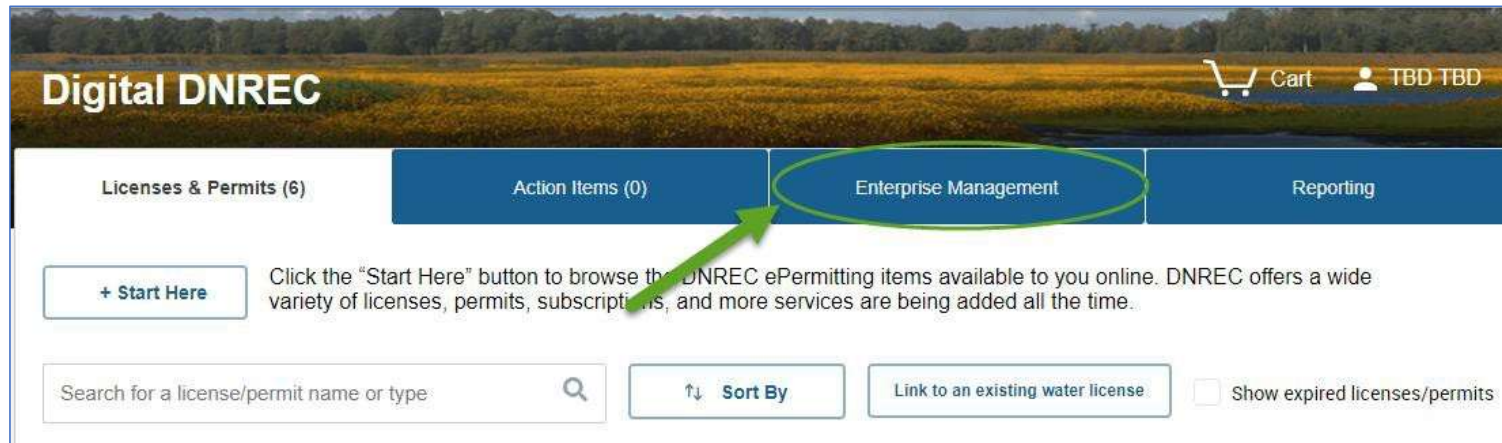 Digital DNREC
Cart
TBD TBD
Licenses & Permits (6)
Action Items (0)
Enterprise Management
Reporting
+ Start Here
Click the “Start Here” button to browse the DNREC ePermitting items available to you online. DNREC offers a wide
variety of licenses, permits, subscriptions, and more services are being added all the time.
Search for a license/permit name or type
↑↓ Sort By
Link to an existing water license
Show expired licenses/permits